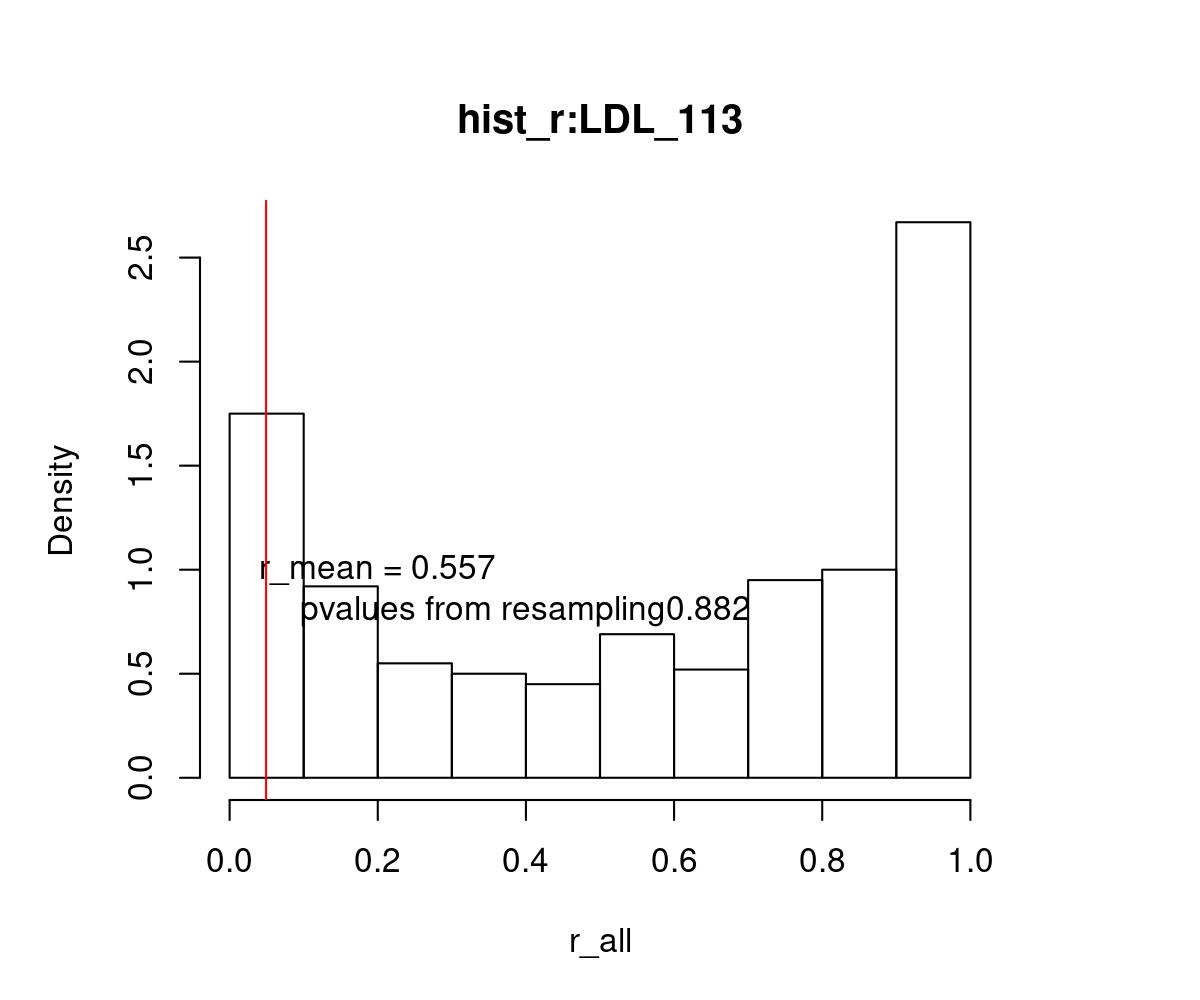 hist_r:LDL_113
Density
2.5
2.0
1.5
1.0
0.5
0.0
r_mean = 0.557
pvalues from resampling0.882
0.0 0.2 0.4 0.6 0.8 1.0
r_all